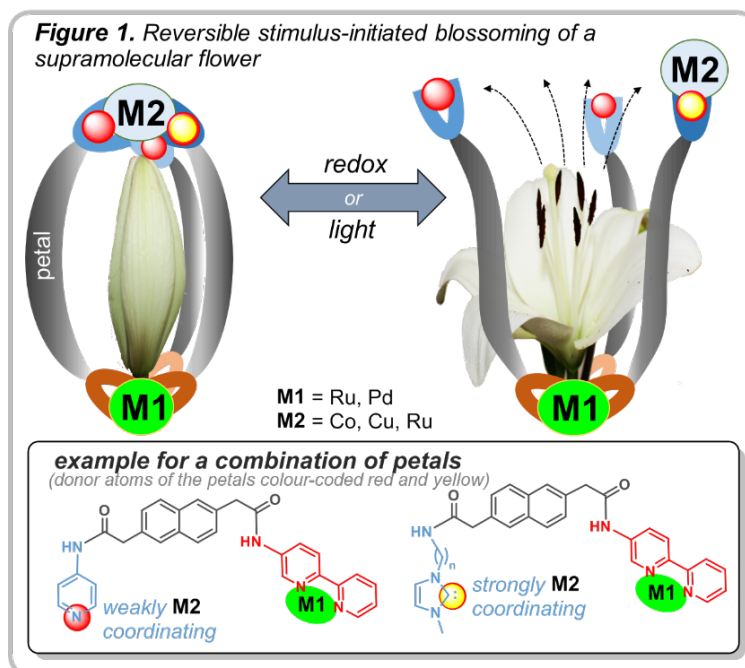 Figure 1. Reversible stimulus-initiated blossoming of a
supramolecular flower
M2
M2
redox
or
light
petal
M1
M1
M1 = Ru, Pd
M2 = Co, Cu, Ru
example for a combination of petals
(donor atoms of the petals colour-coded red and yellow)
O
O
HN
HN
N
N
N
M1
weakly M2
coordinating
O
O
HN
HN
n
N
N
:
N
N
M1
strongly M2
coordinating